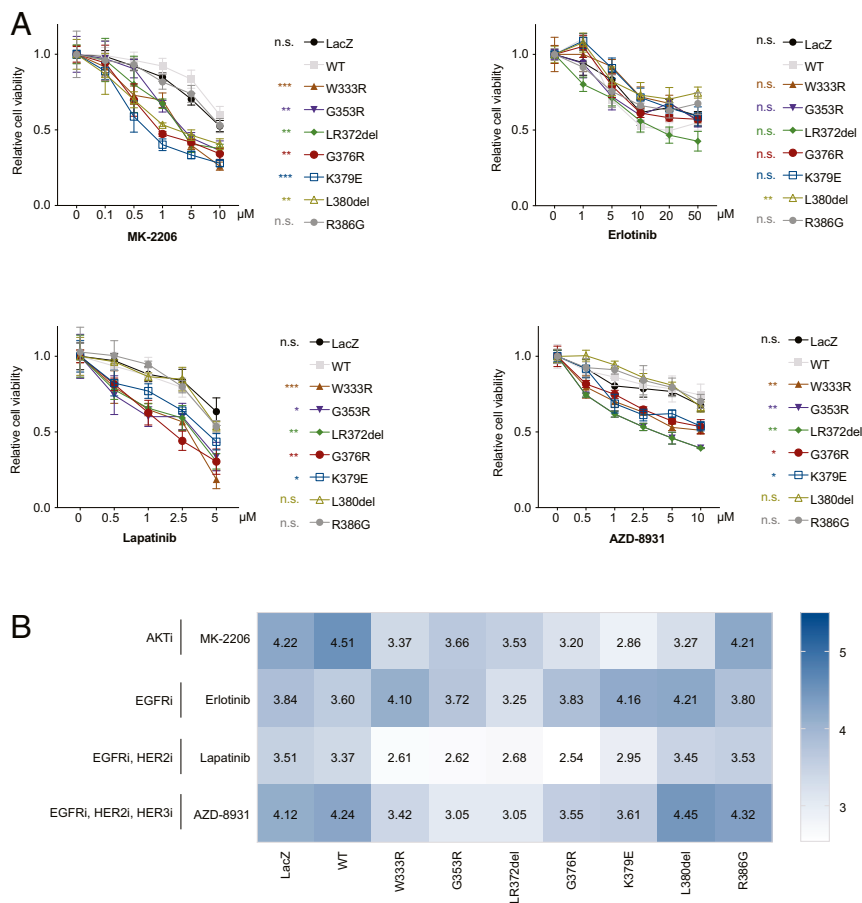 A
Relative cell viability
1.0
0.5
0.0
0 0.1 0.5 1 5 10 µM
MK-2206
n.s. LacZ
WT
*** W333R
** G353R
** LR372del
** G376R
*** K379E
** L380del
n.s. R386G
Relative cell viability
1.0
0.5
0.0
0 1 5 10 20 50 µM
Erlotinib
n.s. LacZ
WT
n.s. W333R
n.s. G353R
n.s. LR372del
n.s. G376R
n.s. K379E
** L380del
n.s. R386G
Relative cell viability
1.0
0.5
0.0
0 0.5 1 2.5 5 µM
Lapatinib
n.s. LacZ
WT
*** W333R
* G353R
** LR372del
** G376R
* K379E
n.s. L380del
n.s. R386G
Relative cell viability
1.0
0.5
0.0
0 0.5 1 2.5 5 10 µM
AZD-8931
n.s. LacZ
WT
** W333R
** G353R
** LR372del
* G376R
* K379E
n.s. L380del
n.s. R386G
B
AKTi MK-2206 4.22 4.51 3.37 3.66 3.53 3.20 2.86 3.27 4.21
EGFRi Erlotinib 3.84 3.60 4.10 3.72 3.25 3.83 4.16 4.21 3.80
EGFRi, HER2i Lapatinib 3.51 3.37 2.61 2.62 2.68 2.54 2.95 3.45 3.53
EGFRi, HER2i, HER3i AZD-8931 4.12 4.24 3.42 3.05 3.05 3.55 3.61 4.45 4.32
LacZ WT W333R G353R LR372del G376R K379E L380del R386G
5
4
3